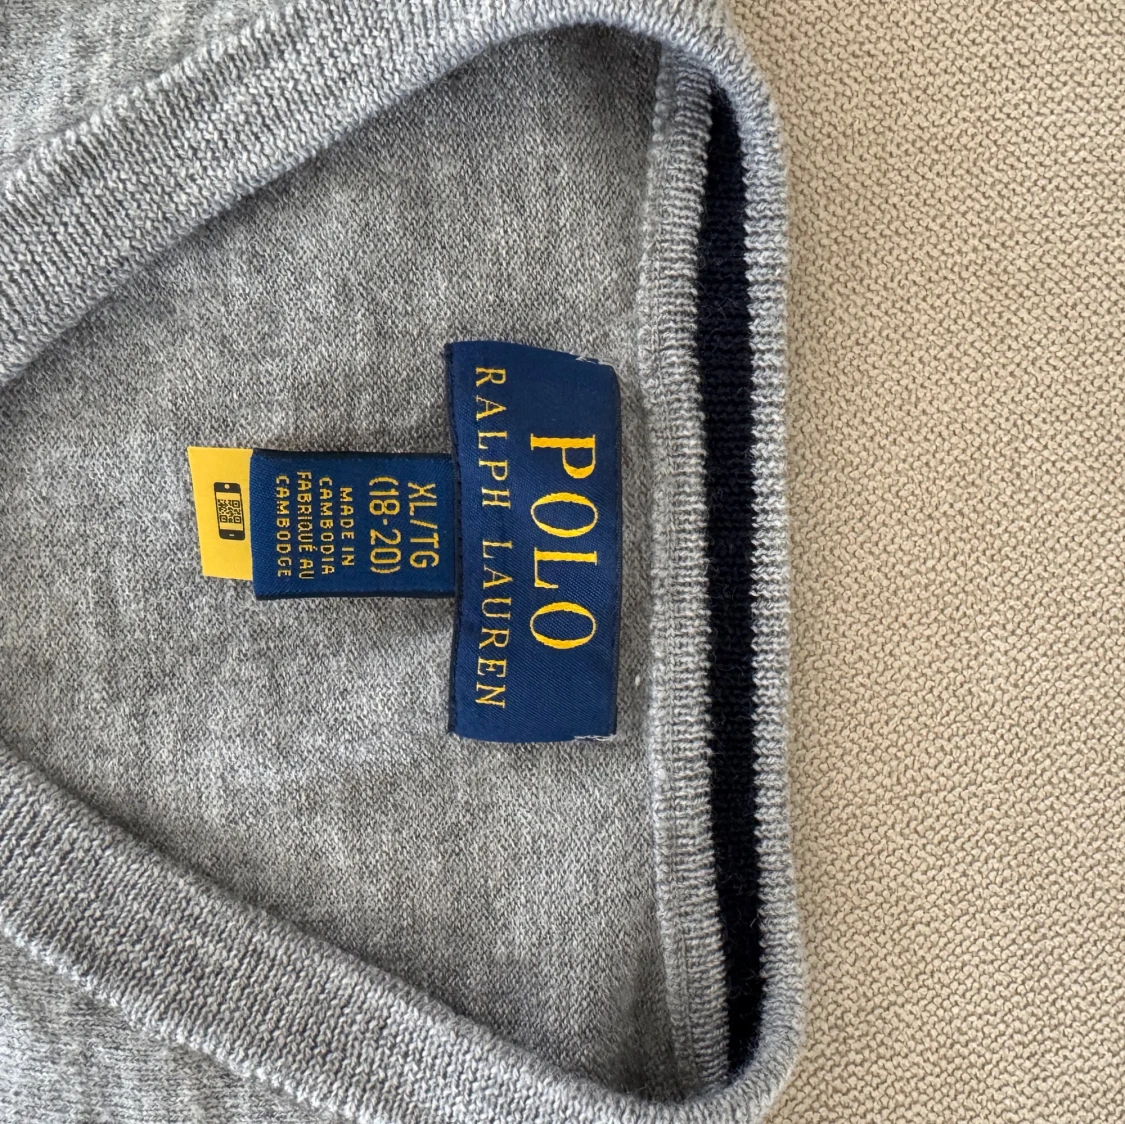 POLO
RALPH LAUREN
XL/TG
(18-20)
MADE IN
CAMBODIA
FABRIQUÉ AU
CAMBODGE